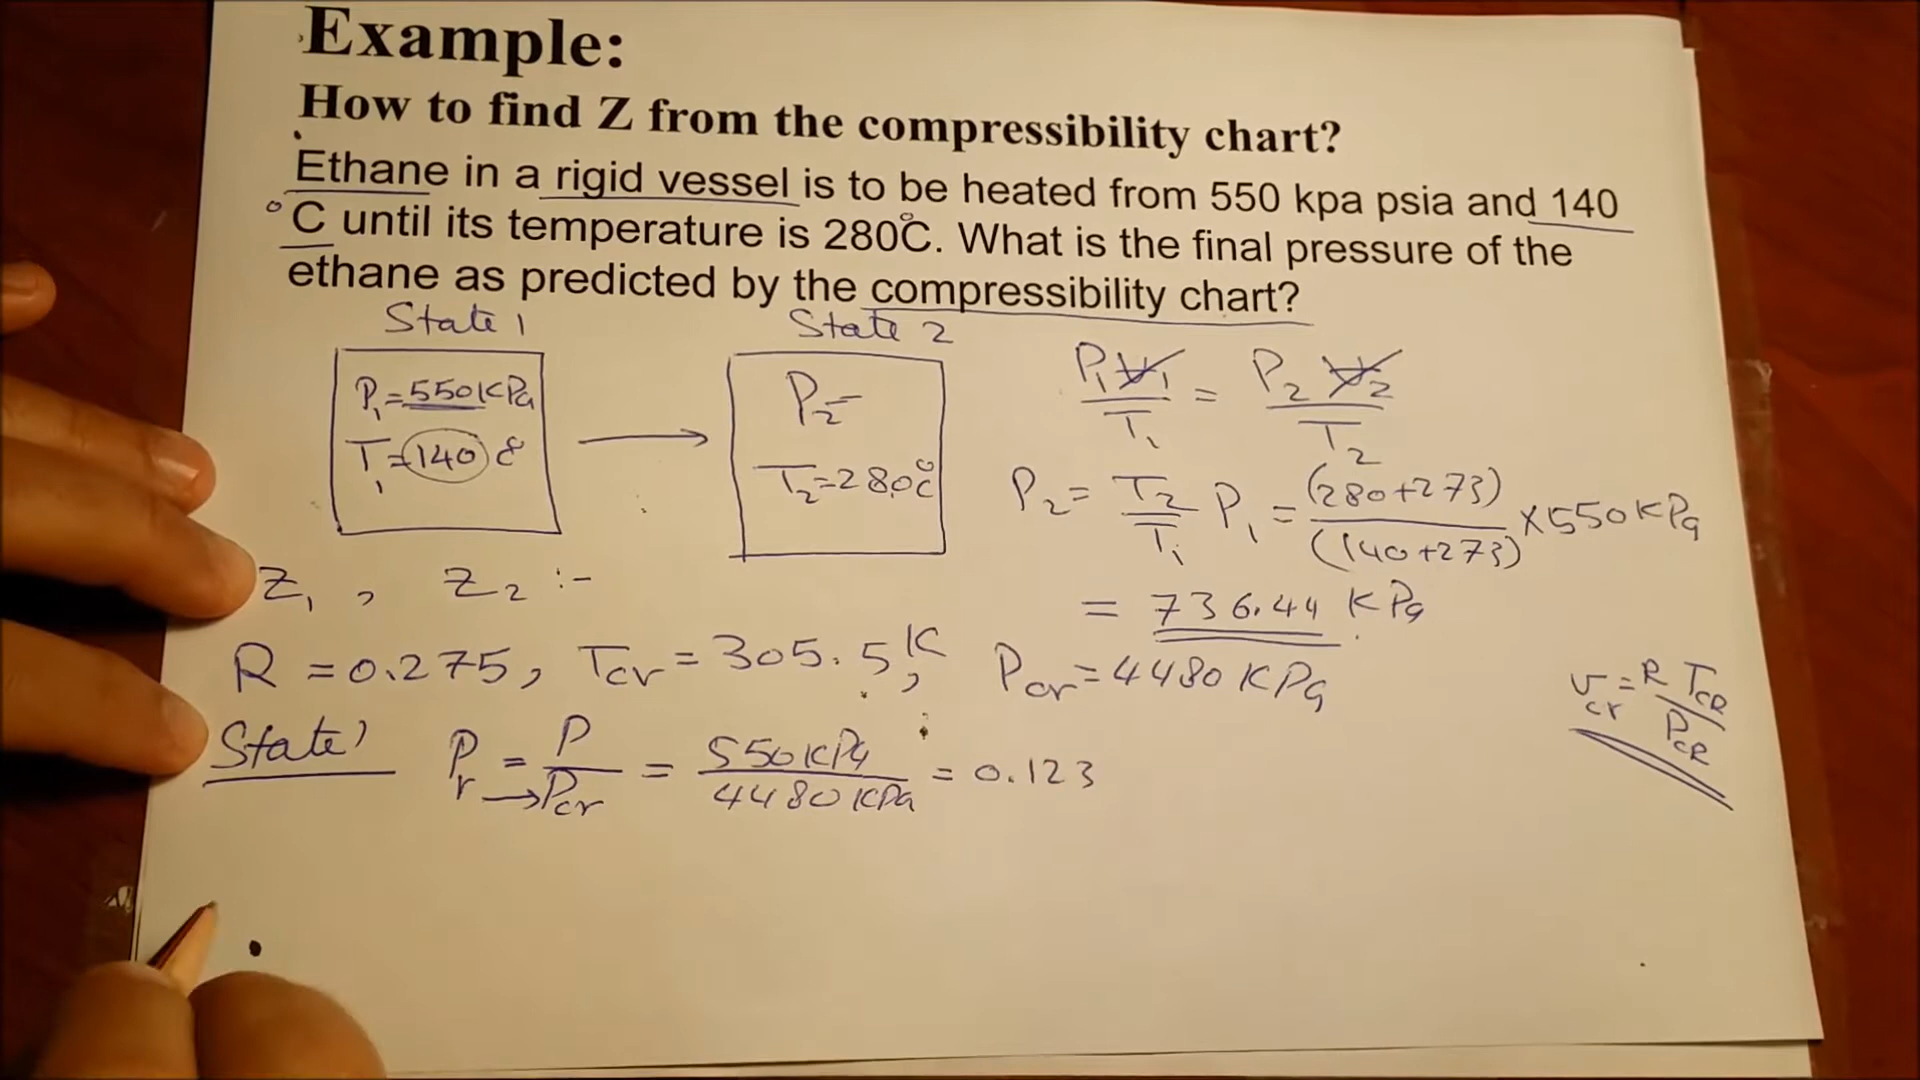 Example:
How to find Z from the compressibility chart?
Ethane in a rigid vessel is to be heated from 550 kpa psia and 140
°C until its temperature is 280°C. What is the final pressure of the
ethane as predicted by the compressibility chart?
State 1
P₁=550KPa
T₁=140 °C
State 2
P₂=
T₂=280°C
P₁V₁/T₁ = P₂V₂/T₂
P₂= T₂/T₁ P₁ = (280+273)/(140+273) ×550KPa
= 736.44 KPa
Z₁ , Z₂ :-
R = 0.275, Tcr = 305.5K, Pcr=4480KPa
vcr = R TCR/PCR
State 1 Pr = P/Pcr = 550KPa/4480KPa = 0.123